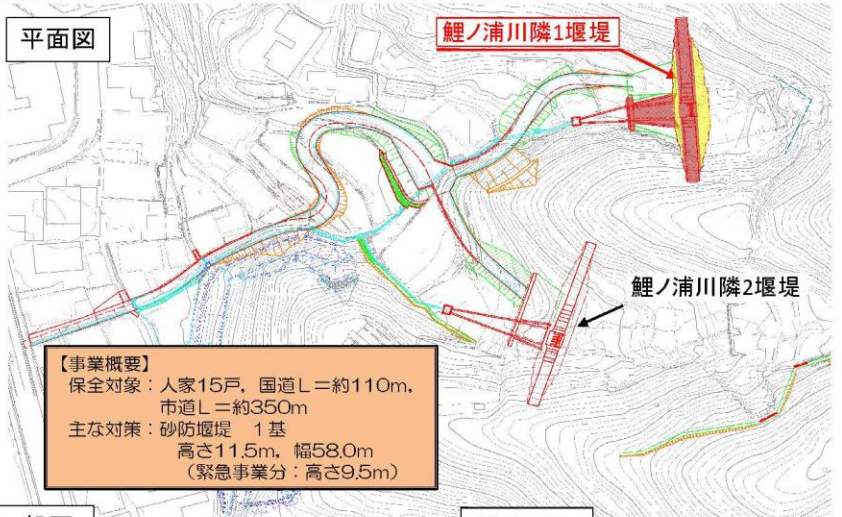 平面図
鯉ノ浦川隣1堰堤
鯉ノ浦川隣2堰堤
【事業概要】
保全対象：人家15戸，国道Ｌ＝約110m，
市道Ｌ＝約350m
主な対策：砂防堰堤　１基
高さ11.5m，幅58.0m
（緊急事業分：高さ9.5m）